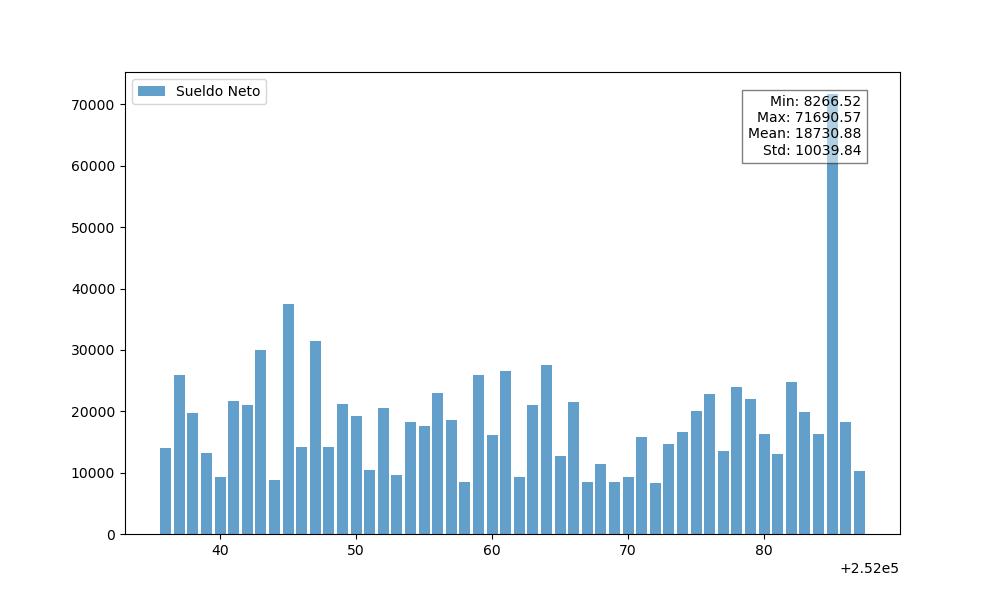 Sueldo Neto
Min: 8266.52
Max: 71690.57
Mean: 18730.88
Std: 10039.84
70000
60000
50000
40000
30000
20000
10000
0
40 50 60 70 80
+2.52e5